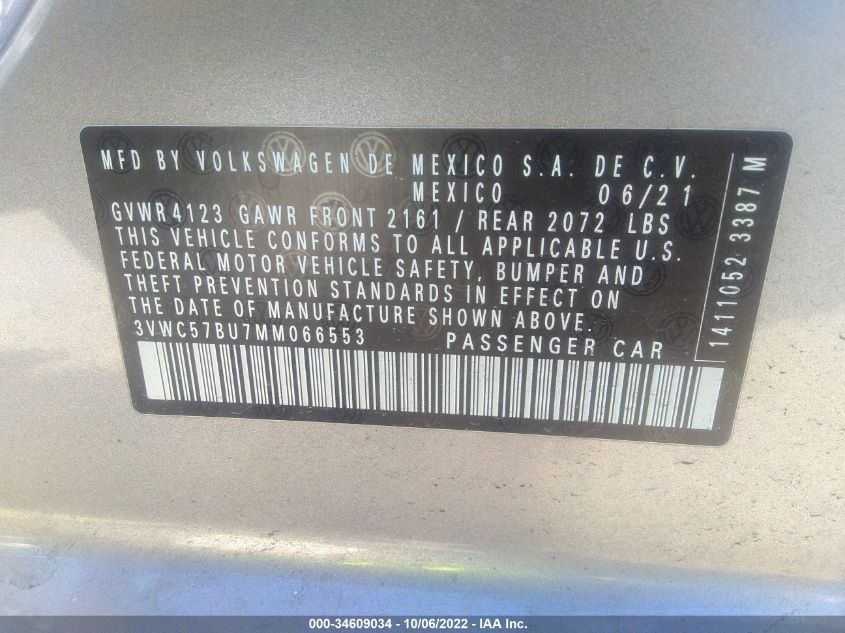 MFD BY VOLKSWAGEN DE MEXICO S.A. DE C.V.
MEXICO 06/21
GVWR 4123 GAWR FRONT 2161 / REAR 2072 LBS
THIS VEHICLE CONFORMS TO ALL APPLICABLE U.S.
FEDERAL MOTOR VEHICLE SAFETY, BUMPER AND
THEFT PREVENTION STANDARDS IN EFFECT ON
THE DATE OF MANUFACTURE SHOWN ABOVE.
3VWC57BU7MM066553 PASSENGER CAR
1411052 3387 M
000-34609034 - 10/06/2022 - IAA Inc.